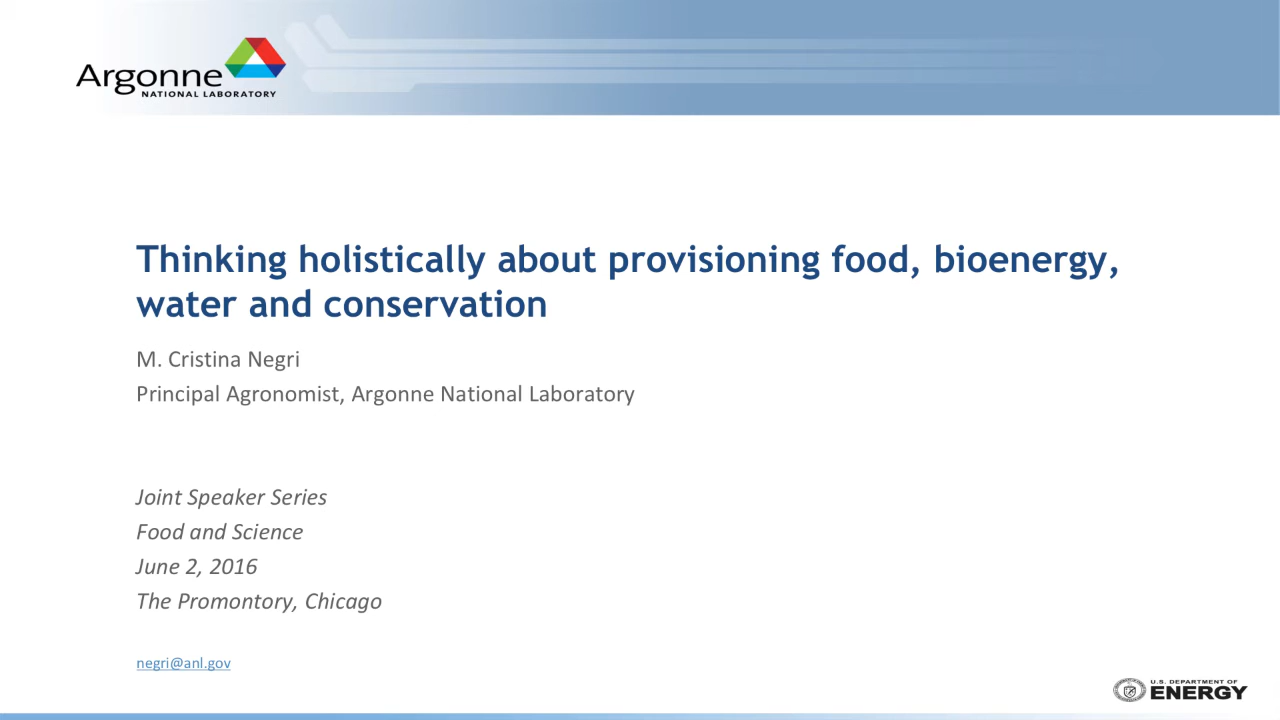 Argonne
NATIONAL LABORATORY
Thinking holistically about provisioning food, bioenergy,
water and conservation
M. Cristina Negri
Principal Agronomist, Argonne National Laboratory
Joint Speaker Series
Food and Science
June 2, 2016
The Promontory, Chicago
negri@anl.gov
U.S. DEPARTMENT OF
ENERGY